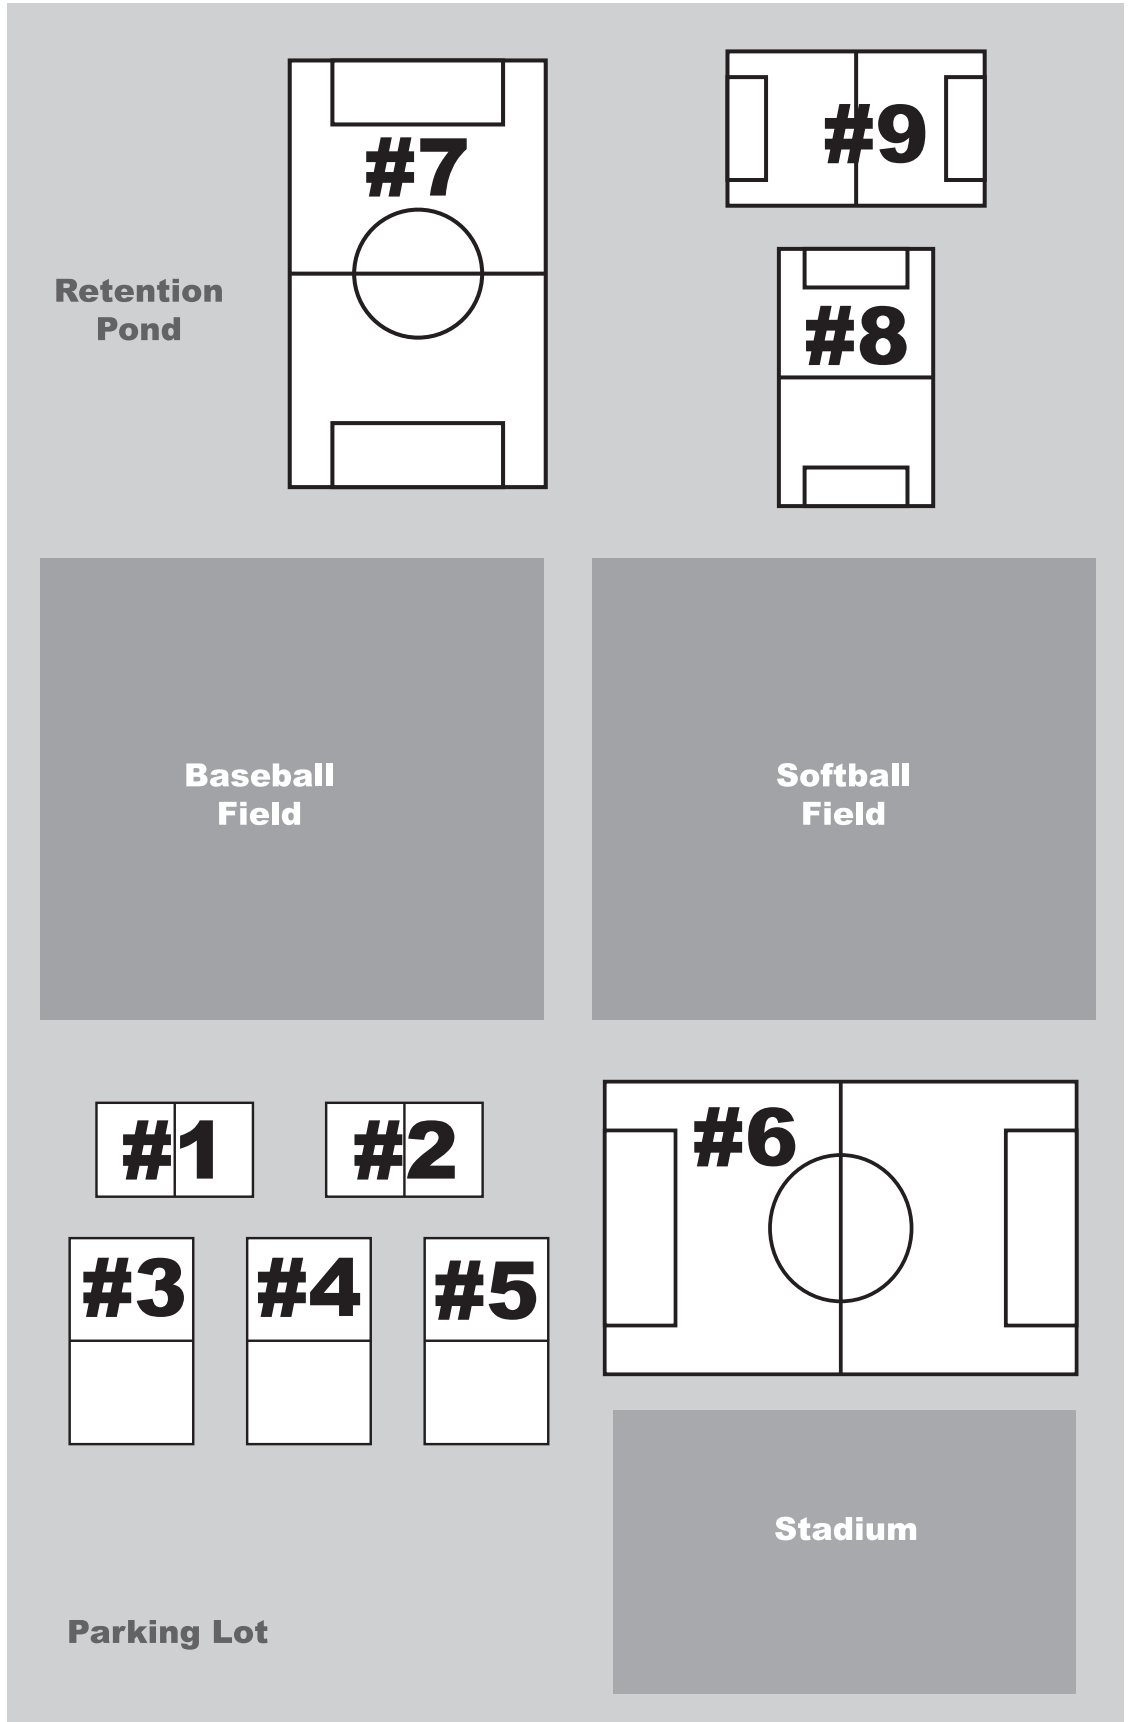 #7
#9
Retention
Pond
#8
Baseball
Field
Softball
Field
#1
#2
#6
#3
#4
#5
Stadium
Parking Lot